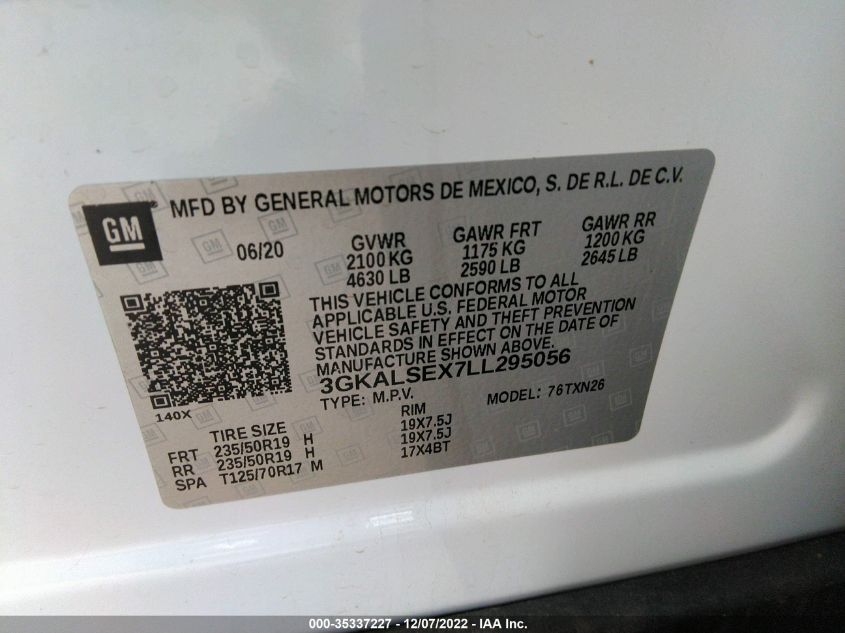 GM
MFD BY GENERAL MOTORS DE MEXICO, S. DE R.L. DE C.V.
06/20
GVWR
2100 KG
4630 LB
GAWR FRT
1175 KG
2590 LB
GAWR RR
1200 KG
2645 LB
THIS VEHICLE CONFORMS TO ALL
APPLICABLE U.S. FEDERAL MOTOR
VEHICLE SAFETY AND THEFT PREVENTION
STANDARDS IN EFFECT ON THE DATE OF
MANUFACTURE SHOWN ABOVE.
3GKALSEX7LL295056
TYPE: M.P.V. MODEL: 76TXN26
140X
TIRE SIZE RIM
FRT 235/50R19 H 19X7.5J
RR 235/50R19 H 19X7.5J
SPA T125/70R17 M 17X4BT
000-35337227 - 12/07/2022 - IAA Inc.